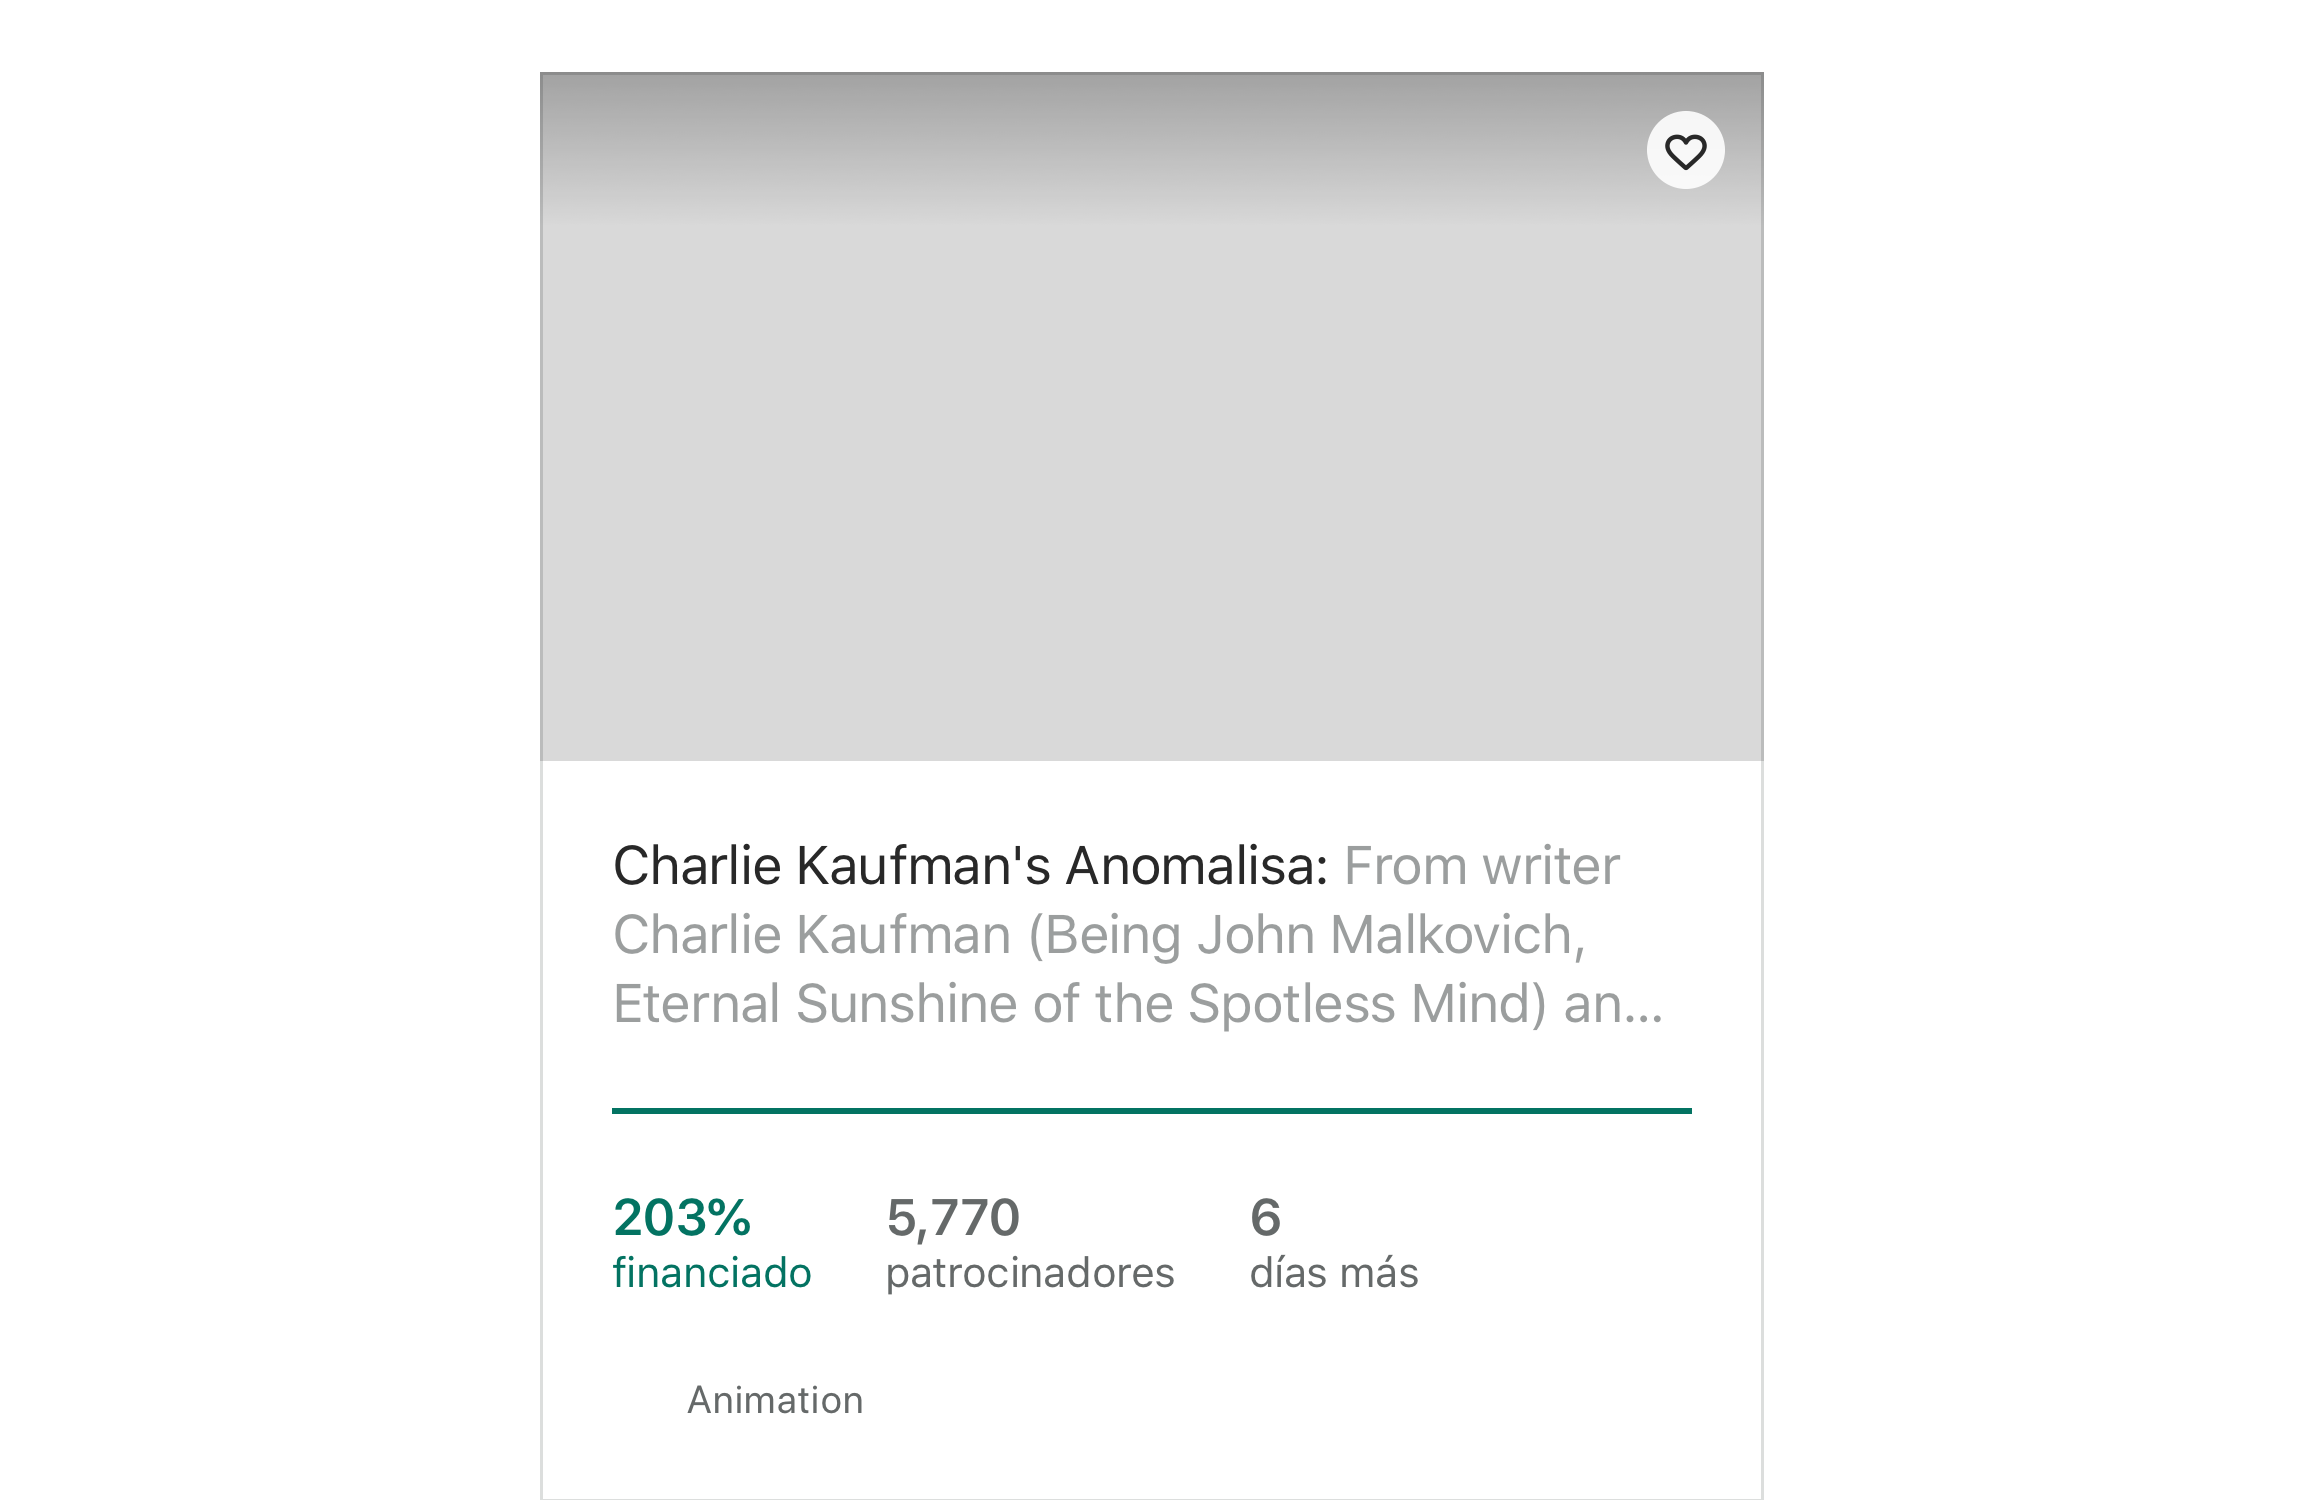 Charlie Kaufman's Anomalisa: From writer
Charlie Kaufman (Being John Malkovich,
Eternal Sunshine of the Spotless Mind) an...
203%
financiado
5,770
patrocinadores
6
días más
Animation